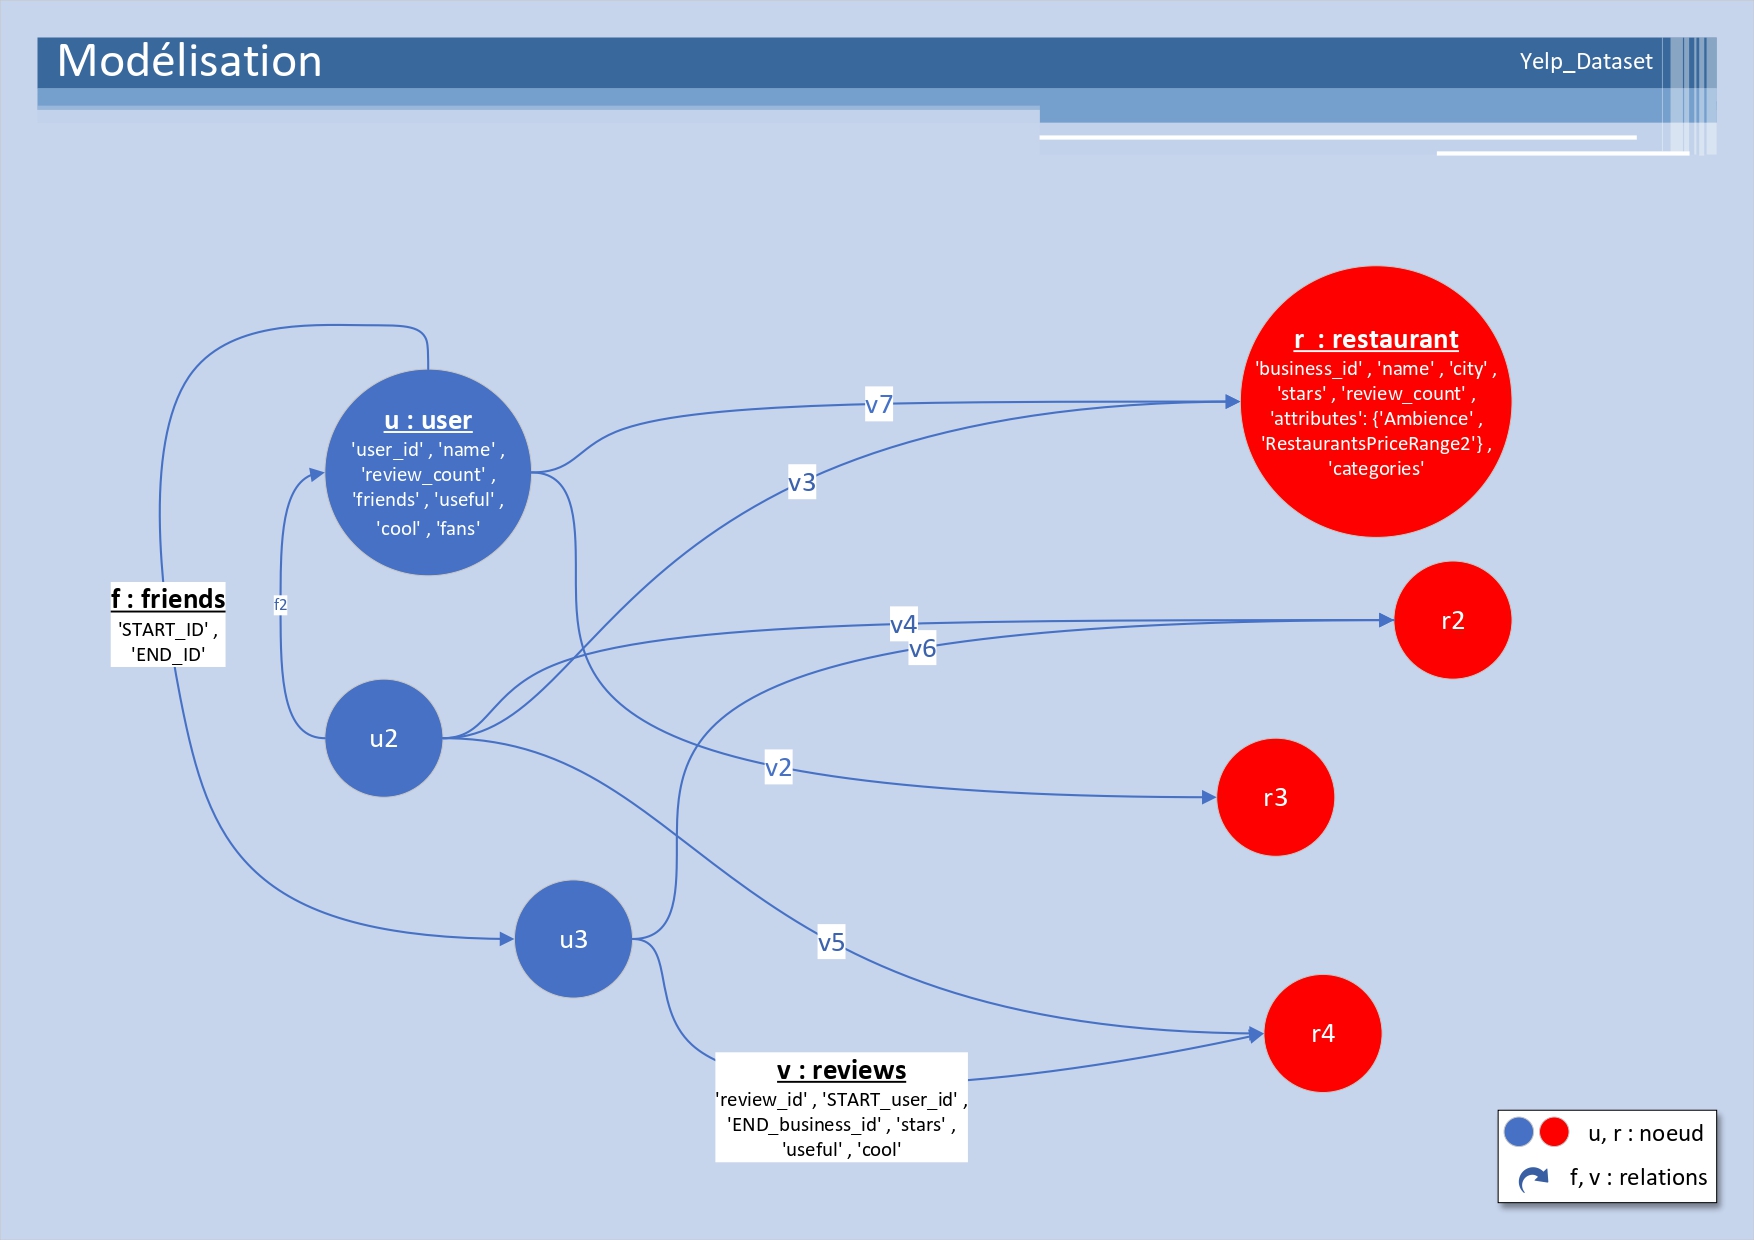 Modélisation
Yelp_Dataset
u : user
'user_id' , 'name' ,
'review_count' ,
'friends' , 'useful' ,
'cool' , 'fans'
r  : restaurant
'business_id' , 'name' , 'city' ,
'stars' , 'review_count' ,
'attributes': {'Ambience' ,
'RestaurantsPriceRange2'} ,
'categories'
v7
v3
f : friends
'START_ID' ,
'END_ID'
f2
v4
v6
r2
u2
v2
r3
u3
v5
r4
v : reviews
'review_id' , 'START_user_id' ,
'END_business_id' , 'stars' ,
'useful' , 'cool'
u, r : noeud
f, v : relations